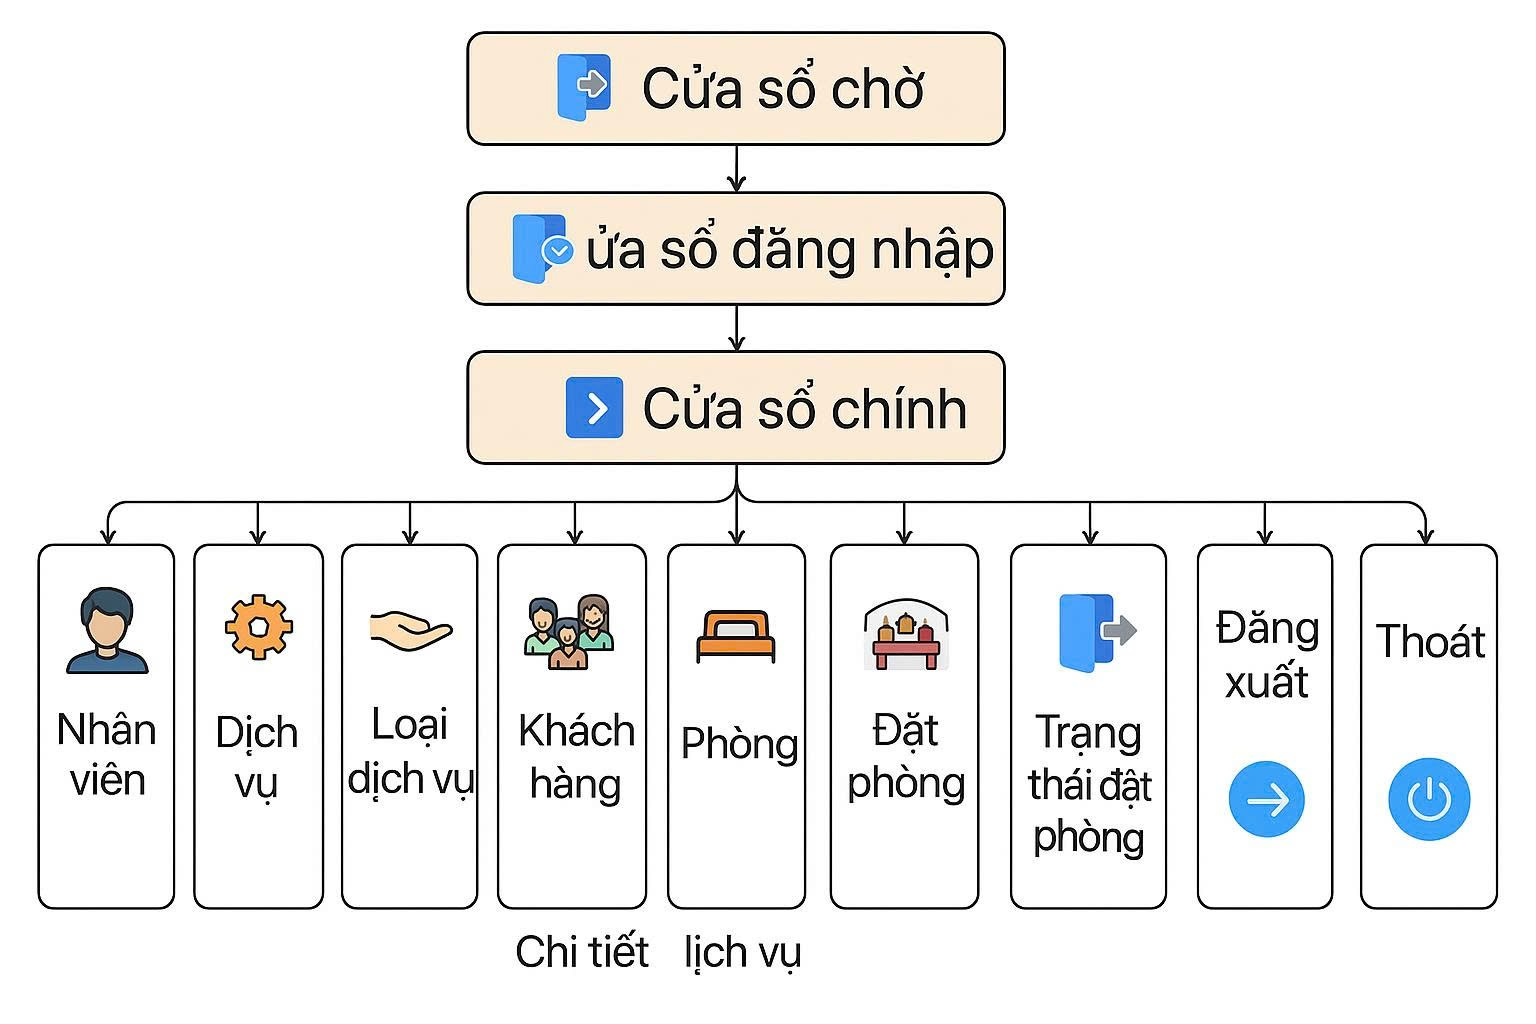 Cửa sổ chờ
ửa sổ đăng nhập
Cửa sổ chính
Nhân
viên
Dịch
vụ
Loại
dịch vụ
Khách
hàng
Phòng
Đặt
phòng
Trạng
thái đặt
phòng
Đăng
xuất
Thoát
Chi tiết lịch vụ